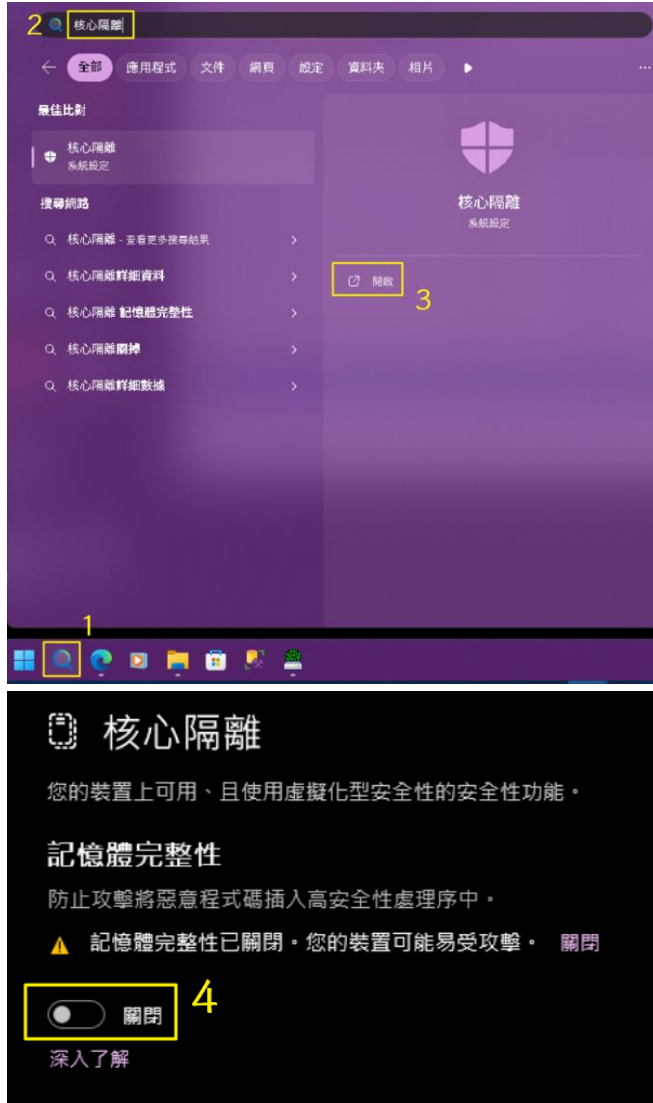 2 核心隔離
全部 應用程式 文件 網頁 設定 資料夾 相片
最佳比對
核心隔離
系統設定
搜尋網路
核心隔離 - 查看更多搜尋結果
核心隔離詳細資料
核心隔離 記憶體完整性
核心隔離關掉
核心隔離詳細數據
核心隔離
系統設定
開啟
3
1
核心隔離
您的裝置上可用、且使用虛擬化型安全性的安全性功能。
記憶體完整性
防止攻擊將惡意程式碼插入高安全性處理序中。
記憶體完整性已關閉。您的裝置可能易受攻擊。 關閉
關閉 4
深入了解